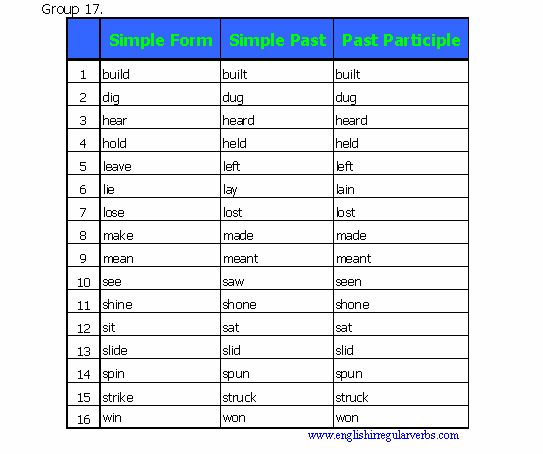 Group 17.
Simple Form Simple Past Past Participle
1 build built built
2 dig dug dug
3 hear heard heard
4 hold held held
5 leave left left
6 lie lay lain
7 lose lost lost
8 make made made
9 mean meant meant
10 see saw seen
11 shine shone shone
12 sit sat sat
13 slide slid slid
14 spin spun spun
15 strike struck struck
16 win won won
www.englishirregularverbs.com